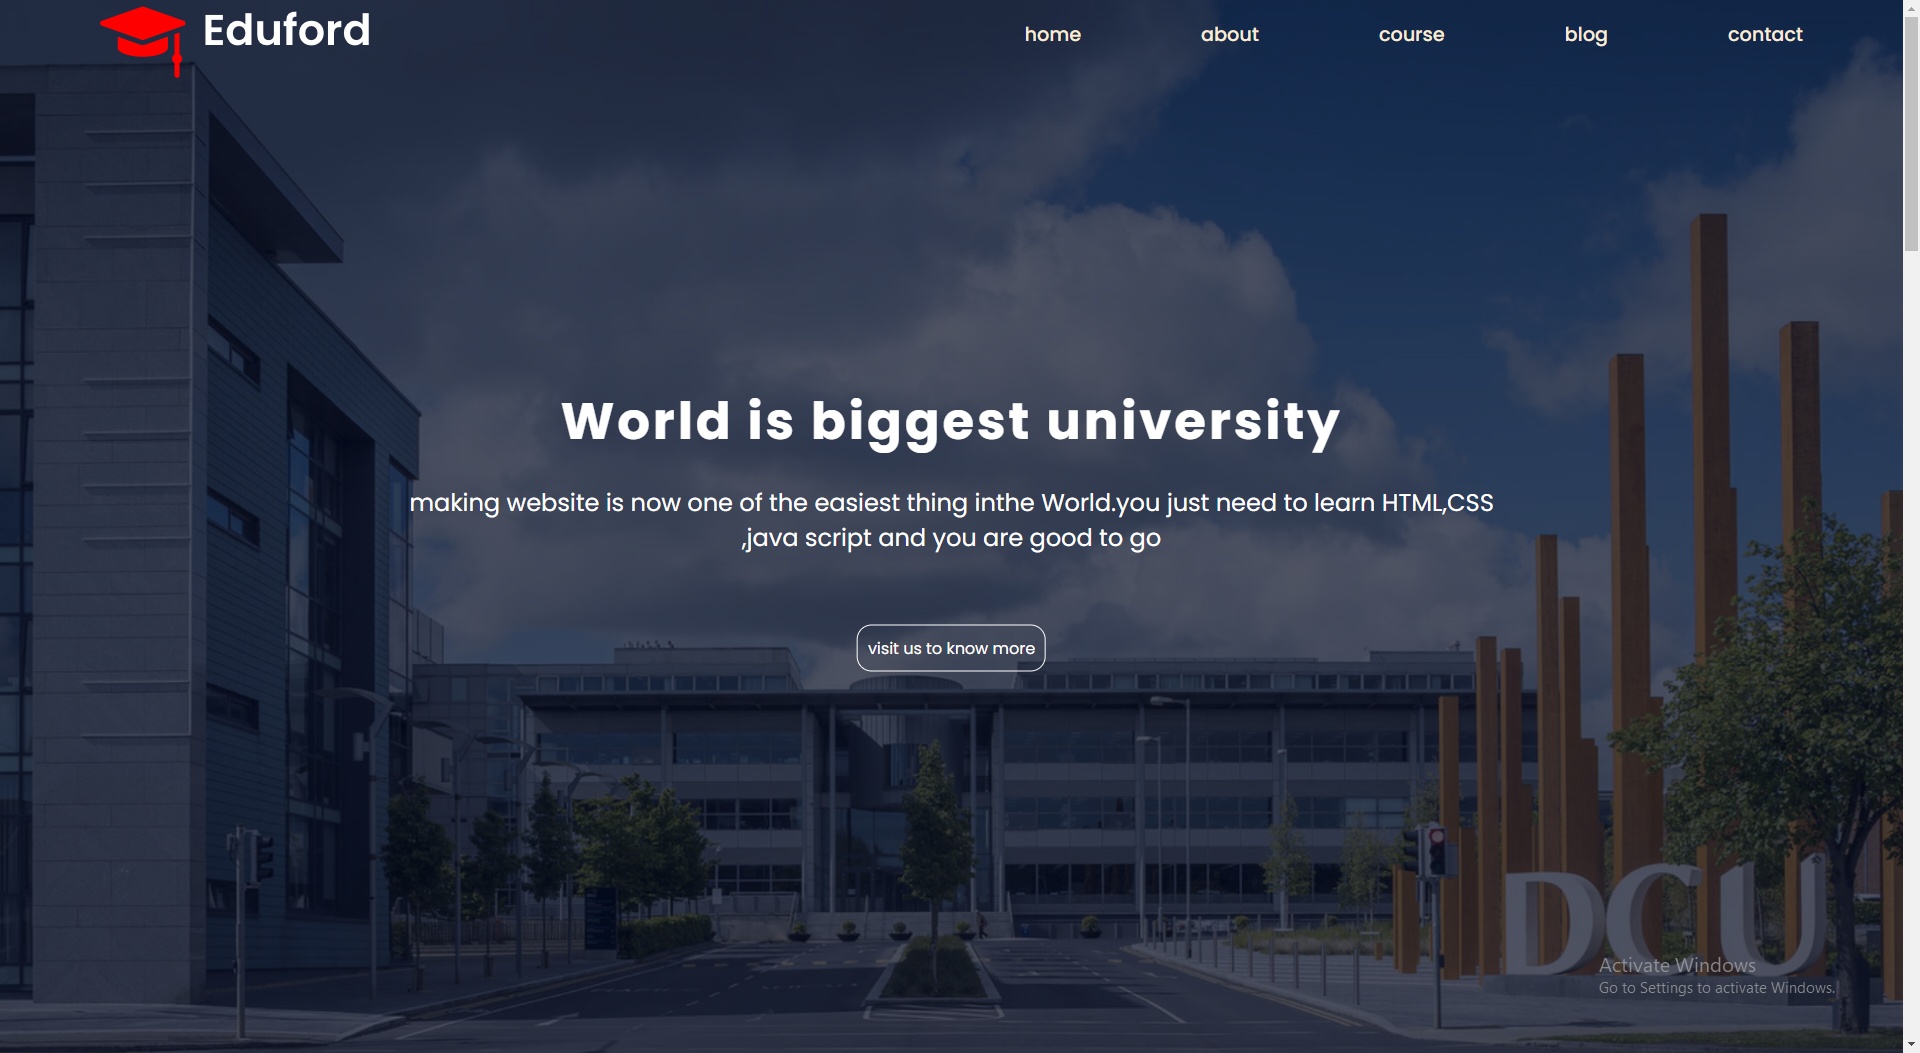 Eduford
home about course blog contact
World is biggest university
making website is now one of the easiest thing inthe World.you just need to learn HTML,CSS
,java script and you are good to go
visit us to know more
DCU
Activate Windows
Go to Settings to activate Windows.